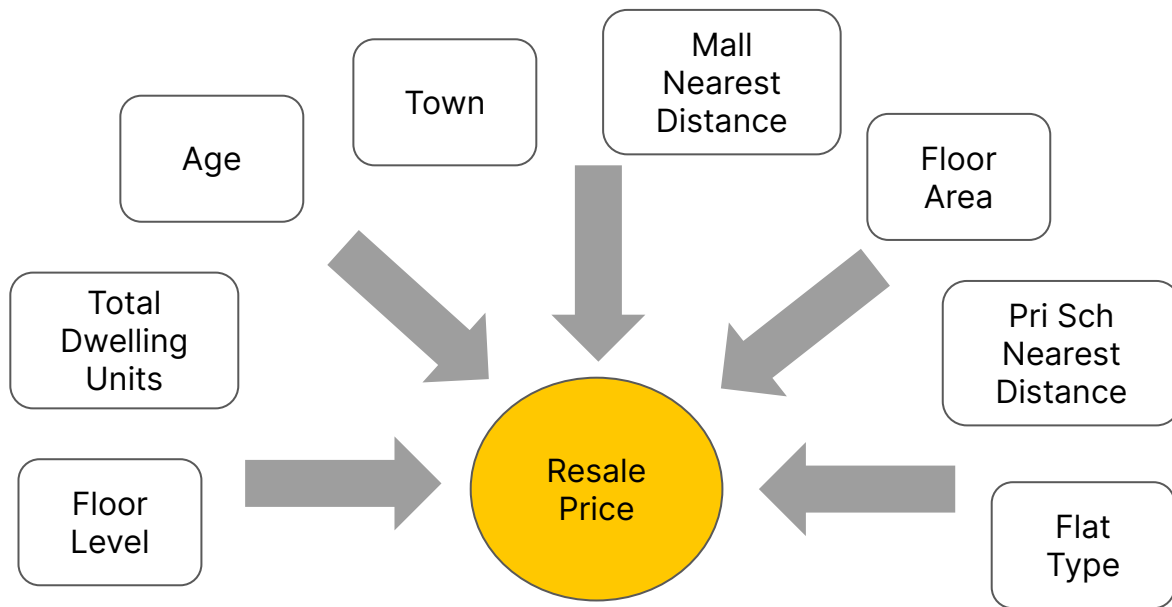 Mall
Nearest
Distance
Town
Age
Floor
Area
Total
Dwelling
Units
Pri Sch
Nearest
Distance
Resale
Price
Floor
Level
Flat
Type